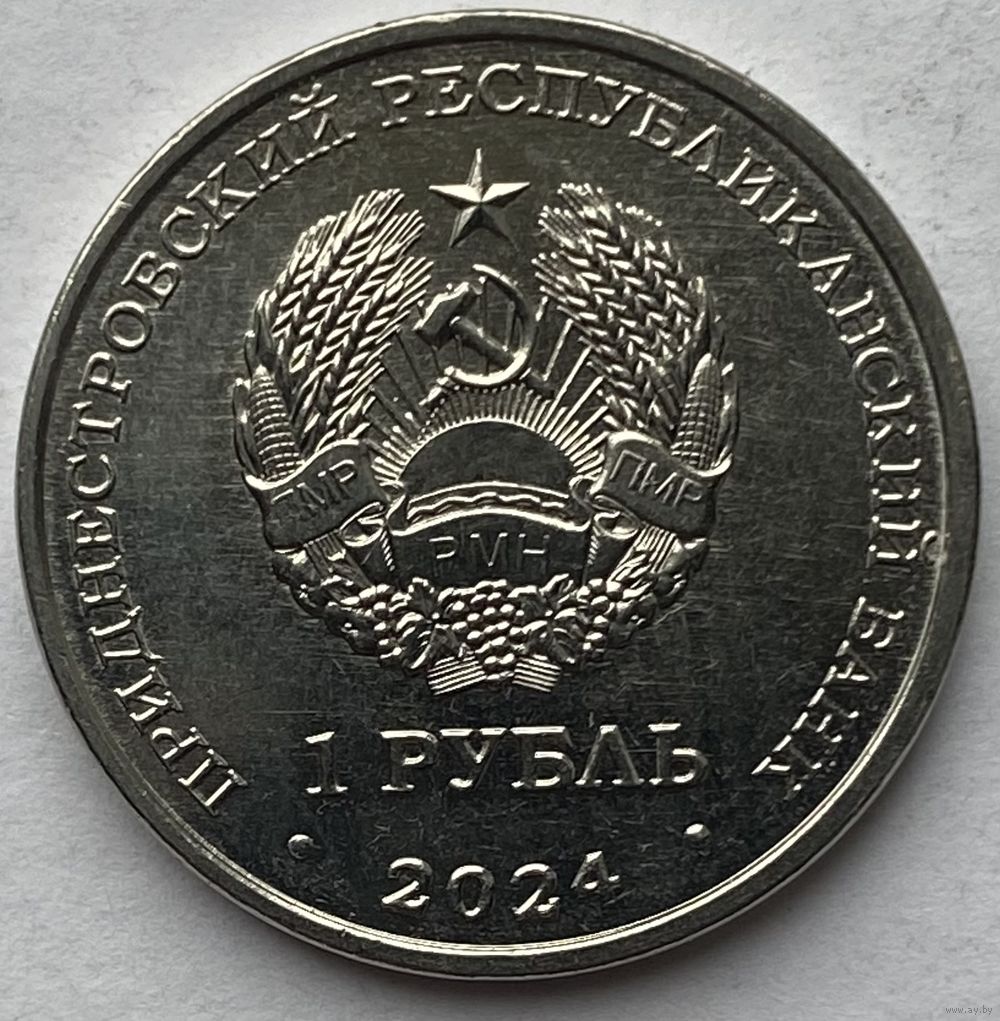 ПРИДНЕСТРОВСКИЙ РЕСПУБЛИКАНСКИЙ БАНК
ПМР
ПМР
РМН
1 РУБЛЬ
• 2024 •
www.ay.by